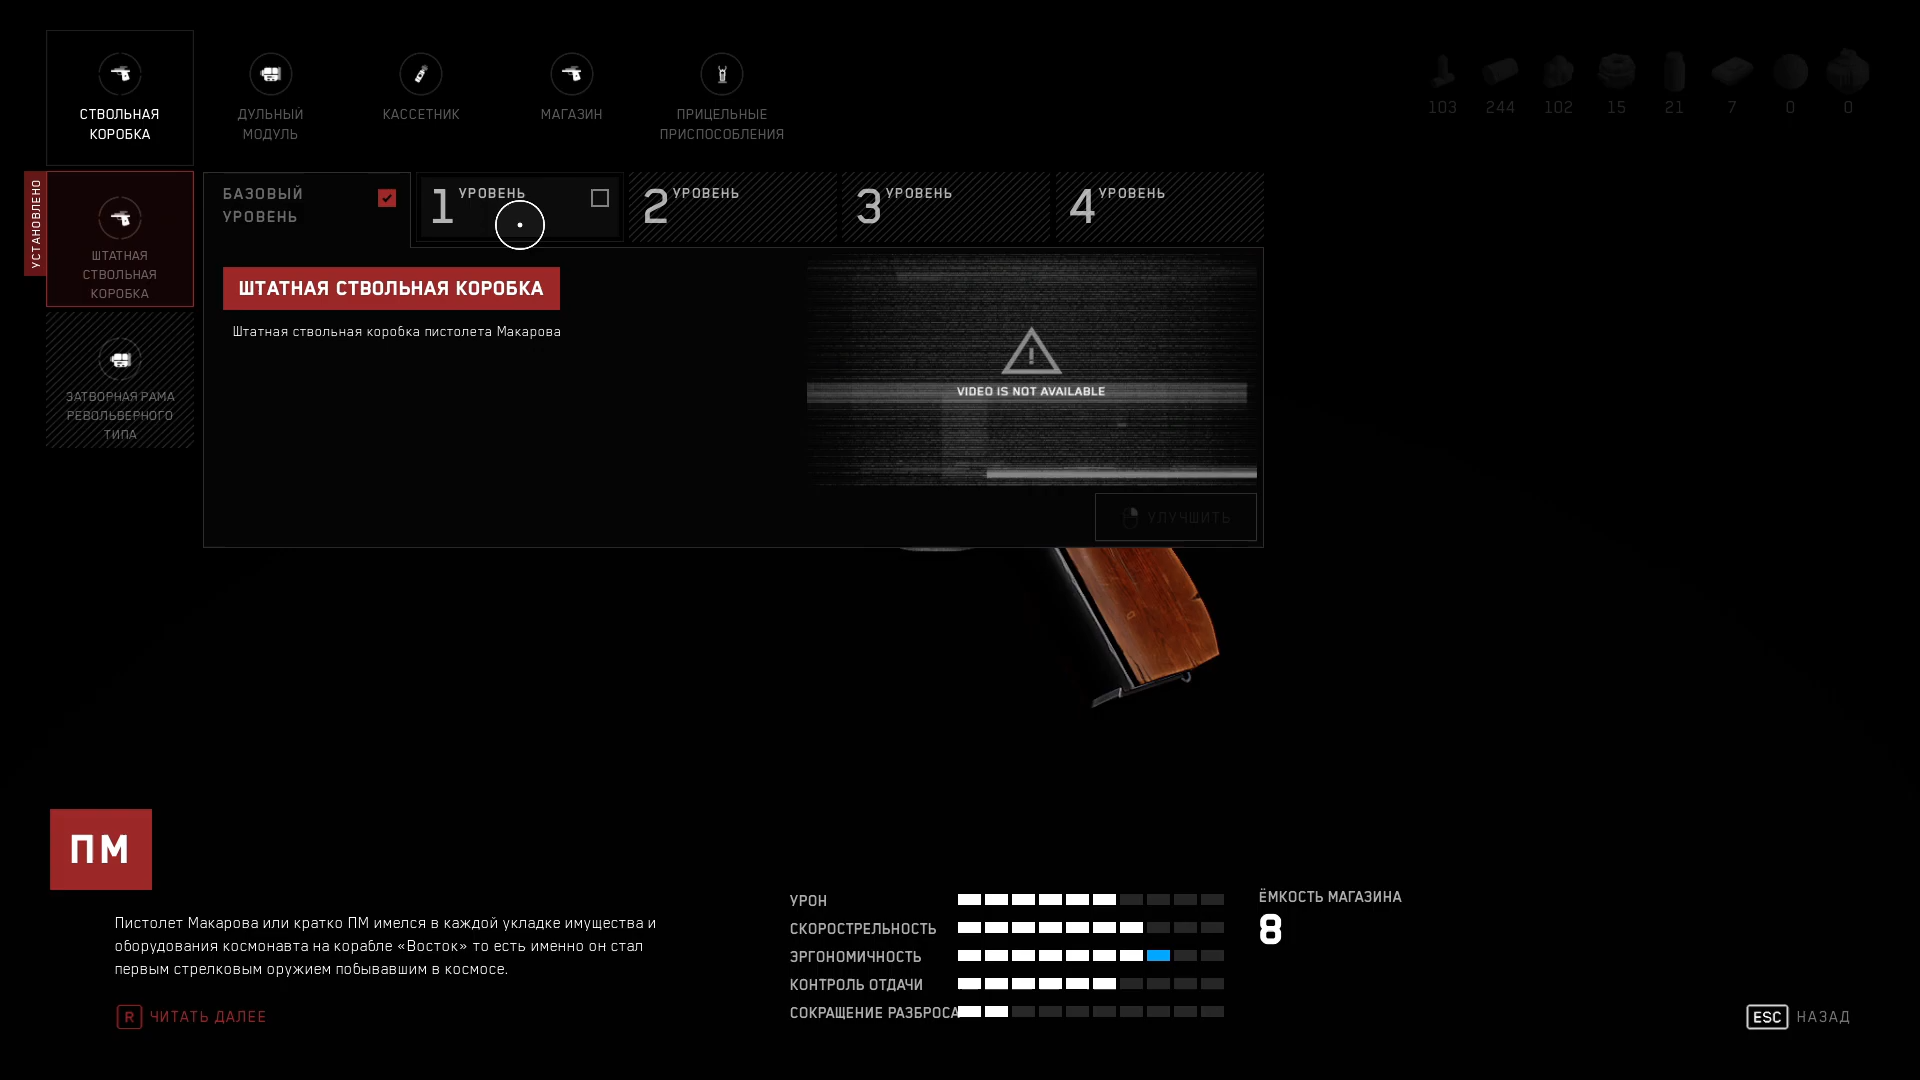 СТВОЛЬНАЯ
КОРОБКА
ДУЛЬНЫЙ
МОДУЛЬ
КАССЕТНИК
МАГАЗИН
ПРИЦЕЛЬНЫЕ
ПРИСПОСОБЛЕНИЯ
103 244 102 15 21 7 0 0
УСТАНОВЛЕНО
ШТАТНАЯ
СТВОЛЬНАЯ
КОРОБКА
ЗАТВОРНАЯ РАМА
РЕВОЛЬВЕРНОГО
ТИПА
БАЗОВЫЙ
УРОВЕНЬ
1 УРОВЕНЬ
2 УРОВЕНЬ
3 УРОВЕНЬ
4 УРОВЕНЬ
ШТАТНАЯ СТВОЛЬНАЯ КОРОБКА
Штатная ствольная коробка пистолета Макарова
VIDEO IS NOT AVAILABLE
УЛУЧШИТЬ
ПМ
Пистолет Макарова или кратко ПМ имелся в каждой укладке имущества и
оборудования космонавта на корабле «Восток» то есть именно он стал
первым стрелковым оружием побывавшим в космосе.
R ЧИТАТЬ ДАЛЕЕ
УРОН
СКОРОСТРЕЛЬНОСТЬ
ЭРГОНОМИЧНОСТЬ
КОНТРОЛЬ ОТДАЧИ
СОКРАЩЕНИЕ РАЗБРОСА
ЁМКОСТЬ МАГАЗИНА
8
ESC НАЗАД